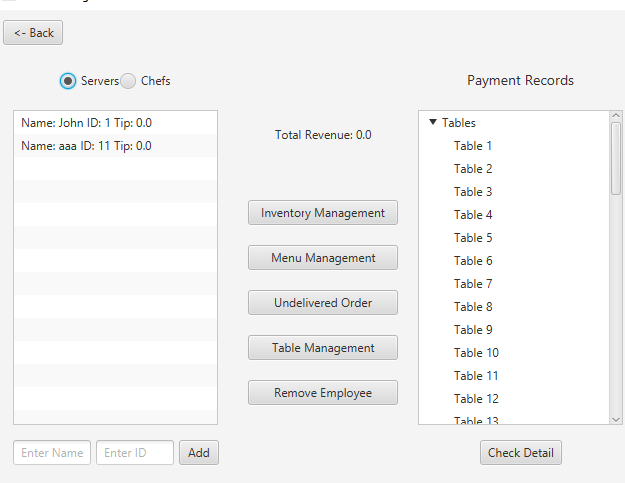 <- Back
Servers Chefs
Payment Records
Name: John ID: 1 Tip: 0.0
Name: aaa ID: 11 Tip: 0.0
Total Revenue: 0.0
Inventory Management
Menu Management
Undelivered Order
Table Management
Remove Employee
Tables
Table 1
Table 2
Table 3
Table 4
Table 5
Table 6
Table 7
Table 8
Table 9
Table 10
Table 11
Table 12
Table 13
Enter Name Enter ID Add
Check Detail